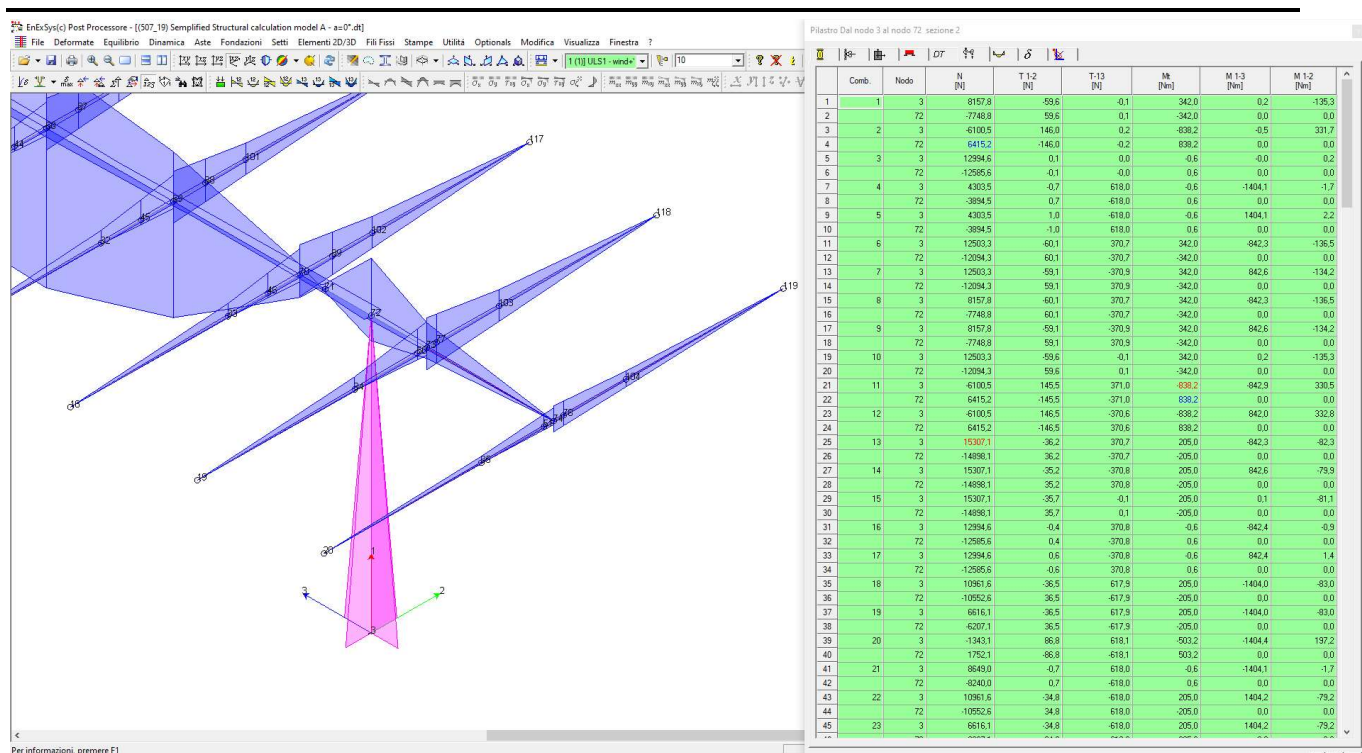 EnExSys(c) Post Processore - [(507_19) Semplified Structural calculation model A - a=0°.dt]
File Deformate Equilibrio Dinamica Aste Fondazioni Setti Elementi 2D/3D Fili Fissi Stampe Utilità Optionals Modifica Visualizza Finestra ?
1 (1)] ULS1 - wind+ 10
117
118
119
101
102
103
104
72
18
19
20
1
2
3
3
Per informazioni, premere F1
Pilastro Dal nodo 3 al nodo 72 sezione 2
DT δ
Comb. Nodo N [N] T 1-2 [N] T-13 [N] Mt [Nm] M 1-3 [Nm] M 1-2 [Nm]
1 1 3 8157,8 -59,6 -0,1 342,0 0,2 -135,3
2 72 -7748,8 59,6 0,1 -342,0 0,0 0,0
3 2 3 -6100,5 146,0 0,2 -838,2 -0,5 331,7
4 72 6415,2 -146,0 -0,2 838,2 0,0 0,0
5 3 3 12994,6 0,1 0,0 -0,6 -0,0 0,2
6 72 -12585,6 -0,1 -0,0 0,6 0,0 0,0
7 4 3 4303,5 -0,7 618,0 -0,6 -1404,1 -1,7
8 72 -3894,5 0,7 -618,0 0,6 0,0 0,0
9 5 3 4303,5 1,0 -618,0 -0,6 1404,1 2,2
10 72 -3894,5 -1,0 618,0 0,6 0,0 0,0
11 6 3 12503,3 -60,1 370,7 342,0 -842,3 -136,5
12 72 -12094,3 60,1 -370,7 -342,0 0,0 0,0
13 7 3 12503,3 -59,1 -370,9 342,0 842,6 -134,2
14 72 -12094,3 59,1 370,9 -342,0 0,0 0,0
15 8 3 8157,8 -60,1 370,7 342,0 -842,3 -136,5
16 72 -7748,8 60,1 -370,7 -342,0 0,0 0,0
17 9 3 8157,8 -59,1 -370,9 342,0 842,6 -134,2
18 72 -7748,8 59,1 370,9 -342,0 0,0 0,0
19 10 3 12503,3 -59,6 -0,1 342,0 0,2 -135,3
20 72 -12094,3 59,6 0,1 -342,0 0,0 0,0
21 11 3 -6100,5 145,5 371,0 -838,2 -842,9 330,5
22 72 6415,2 -145,5 -371,0 838,2 0,0 0,0
23 12 3 -6100,5 146,5 -370,6 -838,2 842,0 332,8
24 72 6415,2 -146,5 370,6 838,2 0,0 0,0
25 13 3 15307,1 -36,2 370,7 205,0 -842,3 -82,3
26 72 -14898,1 36,2 -370,7 -205,0 0,0 0,0
27 14 3 15307,1 -35,2 -370,8 205,0 842,6 -79,9
28 72 -14898,1 35,2 370,8 -205,0 0,0 0,0
29 15 3 15307,1 -35,7 -0,1 205,0 0,1 -81,1
30 72 -14898,1 35,7 0,1 -205,0 0,0 0,0
31 16 3 12994,6 -0,4 370,8 -0,6 -842,4 -0,9
32 72 -12585,6 0,4 -370,8 0,6 0,0 0,0
33 17 3 12994,6 0,6 -370,8 -0,6 842,4 1,4
34 72 -12585,6 -0,6 370,8 0,6 0,0 0,0
35 18 3 10961,6 -36,5 617,9 205,0 -1404,0 -83,0
36 72 -10552,6 36,5 -617,9 -205,0 0,0 0,0
37 19 3 6616,1 -36,5 617,9 205,0 -1404,0 -83,0
38 72 -6207,1 36,5 -617,9 -205,0 0,0 0,0
39 20 3 -1343,1 86,8 618,1 -503,2 -1404,4 197,2
40 72 1752,1 -86,8 -618,1 503,2 0,0 0,0
41 21 3 8649,0 -0,7 618,0 -0,6 -1404,1 -1,7
42 72 -8240,0 0,7 -618,0 0,6 0,0 0,0
43 22 3 10961,6 -34,8 -618,0 205,0 1404,2 -79,2
44 72 -10552,6 34,8 618,0 -205,0 0,0 0,0
45 23 3 6616,1 -34,8 -618,0 205,0 1404,2 -79,2